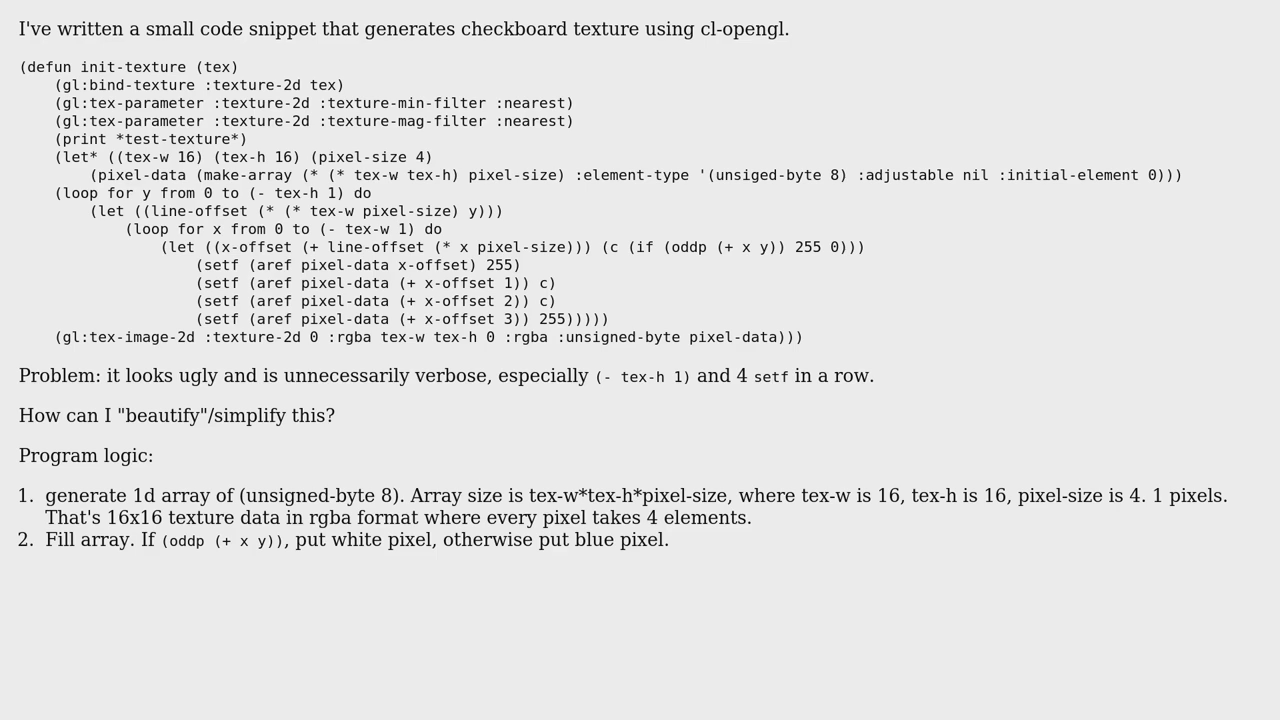 I've written a small code snippet that generates checkboard texture using cl-opengl.
(defun init-texture (tex)
    (gl:bind-texture :texture-2d tex)
    (gl:tex-parameter :texture-2d :texture-min-filter :nearest)
    (gl:tex-parameter :texture-2d :texture-mag-filter :nearest)
    (print *test-texture*)
    (let* ((tex-w 16) (tex-h 16) (pixel-size 4)
        (pixel-data (make-array (* (* tex-w tex-h) pixel-size) :element-type '(unsiged-byte 8) :adjustable nil :initial-element 0)))
    (loop for y from 0 to (- tex-h 1) do
        (let ((line-offset (* (* tex-w pixel-size) y)))
            (loop for x from 0 to (- tex-w 1) do
                (let ((x-offset (+ line-offset (* x pixel-size))) (c (if (oddp (+ x y)) 255 0)))
                    (setf (aref pixel-data x-offset) 255)
                    (setf (aref pixel-data (+ x-offset 1)) c)
                    (setf (aref pixel-data (+ x-offset 2)) c)
                    (setf (aref pixel-data (+ x-offset 3)) 255)))))
    (gl:tex-image-2d :texture-2d 0 :rgba tex-w tex-h 0 :rgba :unsigned-byte pixel-data)))
Problem: it looks ugly and is unnecessarily verbose, especially (- tex-h 1) and 4 setf in a row.
How can I "beautify"/simplify this?
Program logic:
1. generate 1d array of (unsigned-byte 8). Array size is tex-w*tex-h*pixel-size, where tex-w is 16, tex-h is 16, pixel-size is 4. 1 pixels.
That's 16x16 texture data in rgba format where every pixel takes 4 elements.
2. Fill array. If (oddp (+ x y)), put white pixel, otherwise put blue pixel.